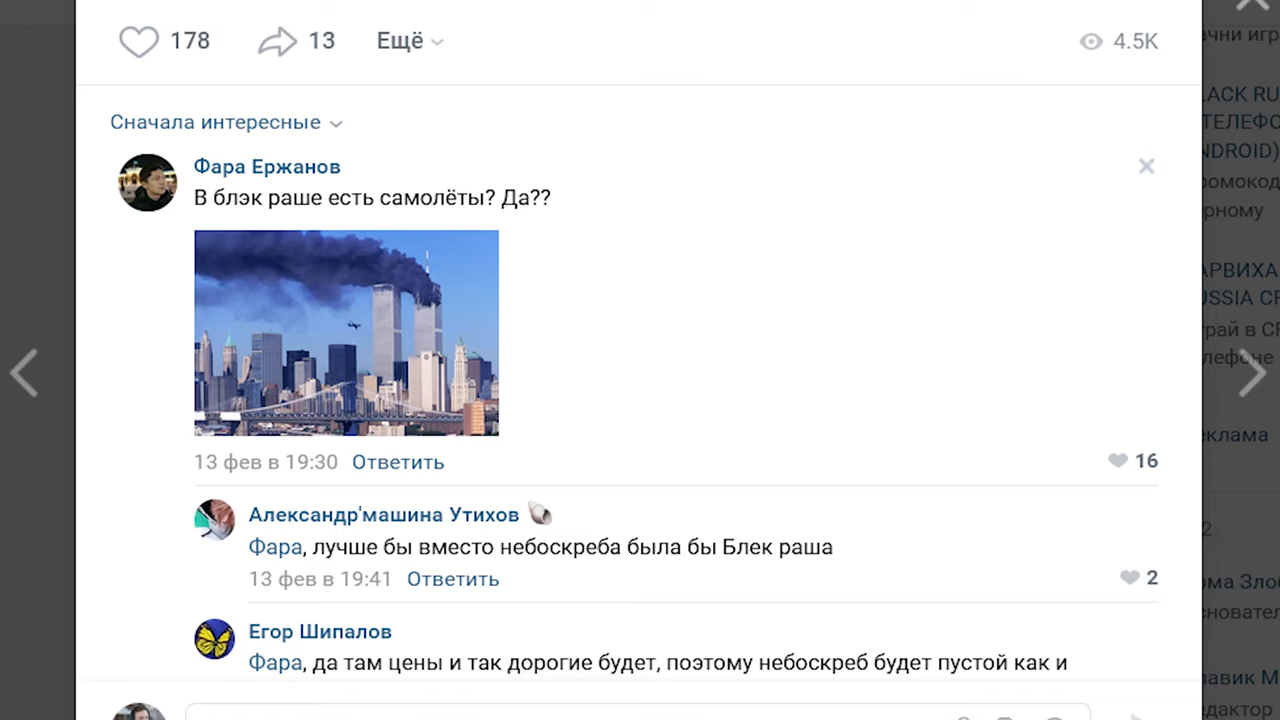 178
13
Ещё
4.5K
Сначала интересные
Фара Ержанов
В блэк раше есть самолёты? Да??
13 фев в 19:30 Ответить
16
Александр'машина Утихов
Фара, лучше бы вместо небоскреба была бы Блек раша
13 фев в 19:41 Ответить
2
Егор Шипалов
Фара, да там цены и так дорогие будет, поэтому небоскреб будет пустой как и